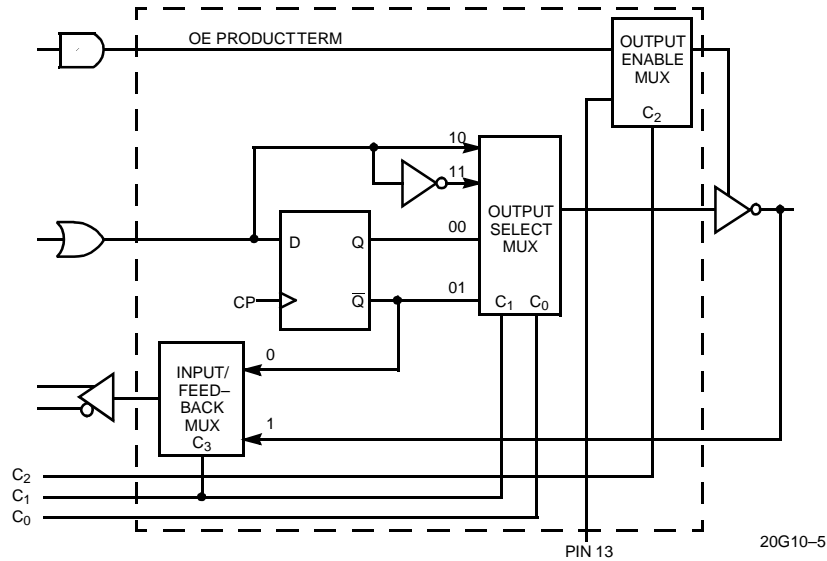 OE PRODUCTTERM
OUTPUT
ENABLE
MUX
C₂
10
11
OUTPUT
SELECT
MUX
C₁ C₀
D Q
00
CP
Q̅
01
0
INPUT/
FEED–
BACK
MUX
C₃
1
C₂
C₁
C₀
PIN 13
20G10–5